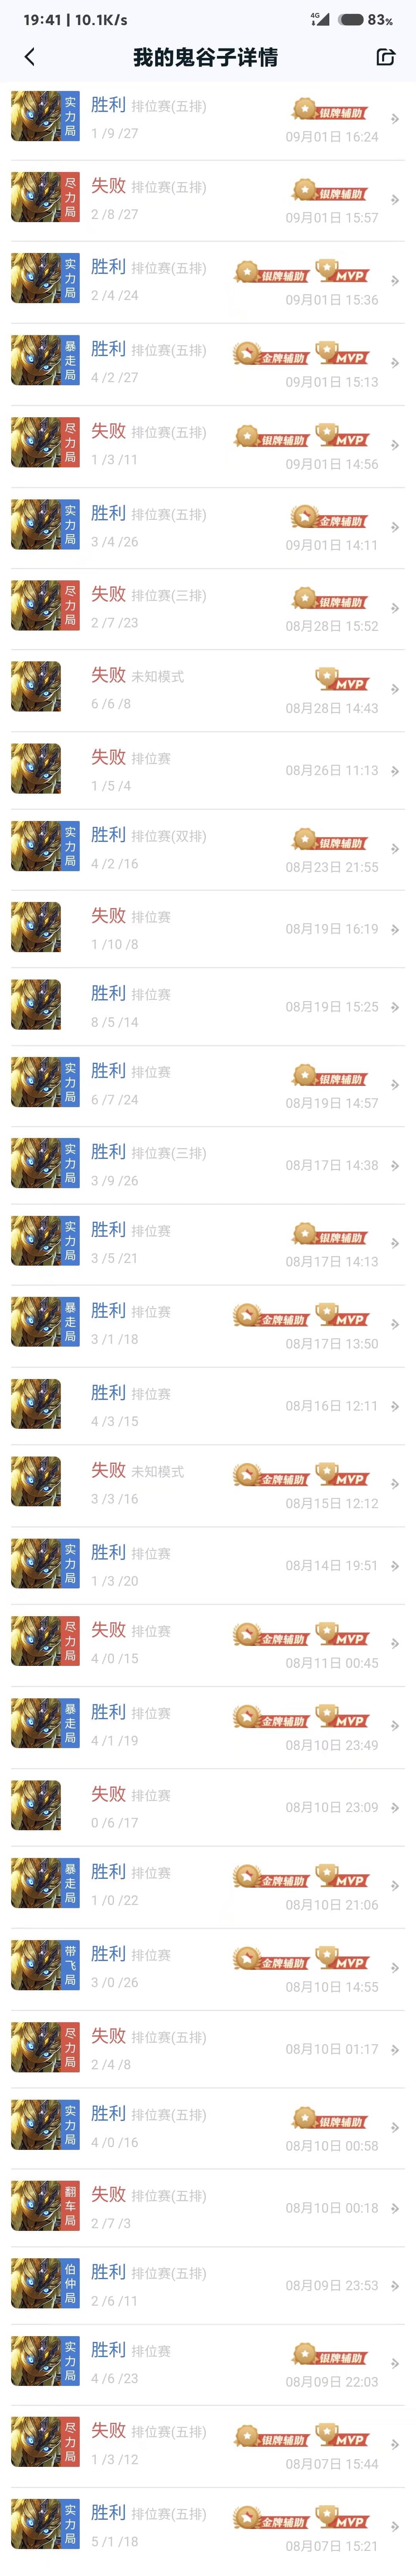 19:41 | 10.1K/s 4G 83%
我的鬼谷子详情
实力局 胜利 排位赛(五排) 银牌辅助
1 /9 /27 09月01日 16:24
尽力局 失败 排位赛(五排) 银牌辅助
2 /8 /27 09月01日 15:57
实力局 胜利 排位赛(五排) 银牌辅助 MVP
2 /4 /24 09月01日 15:36
暴走局 胜利 排位赛(五排) 金牌辅助 MVP
4 /2 /27 09月01日 15:13
尽力局 失败 排位赛(五排) 银牌辅助 MVP
1 /3 /11 09月01日 14:56
实力局 胜利 排位赛(五排) 金牌辅助
3 /4 /26 09月01日 14:11
尽力局 失败 排位赛(三排) 银牌辅助
2 /7 /23 08月28日 15:52
失败 未知模式 MVP
6 /6 /8 08月28日 14:43
失败 排位赛
1 /5 /4 08月26日 11:13
实力局 胜利 排位赛(双排) 银牌辅助
4 /2 /16 08月23日 21:55
失败 排位赛
1 /10 /8 08月19日 16:19
胜利 排位赛
8 /5 /14 08月19日 15:25
实力局 胜利 排位赛 银牌辅助
6 /7 /24 08月19日 14:57
实力局 胜利 排位赛(三排)
3 /9 /26 08月17日 14:38
实力局 胜利 排位赛 银牌辅助
3 /5 /21 08月17日 14:13
暴走局 胜利 排位赛 金牌辅助 MVP
3 /1 /18 08月17日 13:50
胜利 排位赛
4 /3 /15 08月16日 12:11
失败 未知模式 金牌辅助 MVP
3 /3 /16 08月15日 12:12
实力局 胜利 排位赛
1 /3 /20 08月14日 19:51
尽力局 失败 排位赛 金牌辅助 MVP
4 /0 /15 08月11日 00:45
暴走局 胜利 排位赛 金牌辅助 MVP
4 /1 /19 08月10日 23:49
失败 排位赛
0 /6 /17 08月10日 23:09
暴走局 胜利 排位赛 金牌辅助 MVP
1 /0 /22 08月10日 21:06
带飞局 胜利 排位赛 金牌辅助 MVP
3 /0 /26 08月10日 14:55
尽力局 失败 排位赛(五排)
2 /4 /8 08月10日 01:17
实力局 胜利 排位赛(五排) 银牌辅助
4 /0 /16 08月10日 00:58
翻车局 失败 排位赛(五排)
2 /7 /3 08月10日 00:18
伯仲局 胜利 排位赛(五排)
2 /6 /11 08月09日 23:53
实力局 胜利 排位赛 银牌辅助
4 /6 /23 08月09日 22:03
尽力局 失败 排位赛(五排) 银牌辅助 MVP
1 /3 /12 08月07日 15:44
实力局 胜利 排位赛(五排) 金牌辅助 MVP
5 /1 /18 08月07日 15:21